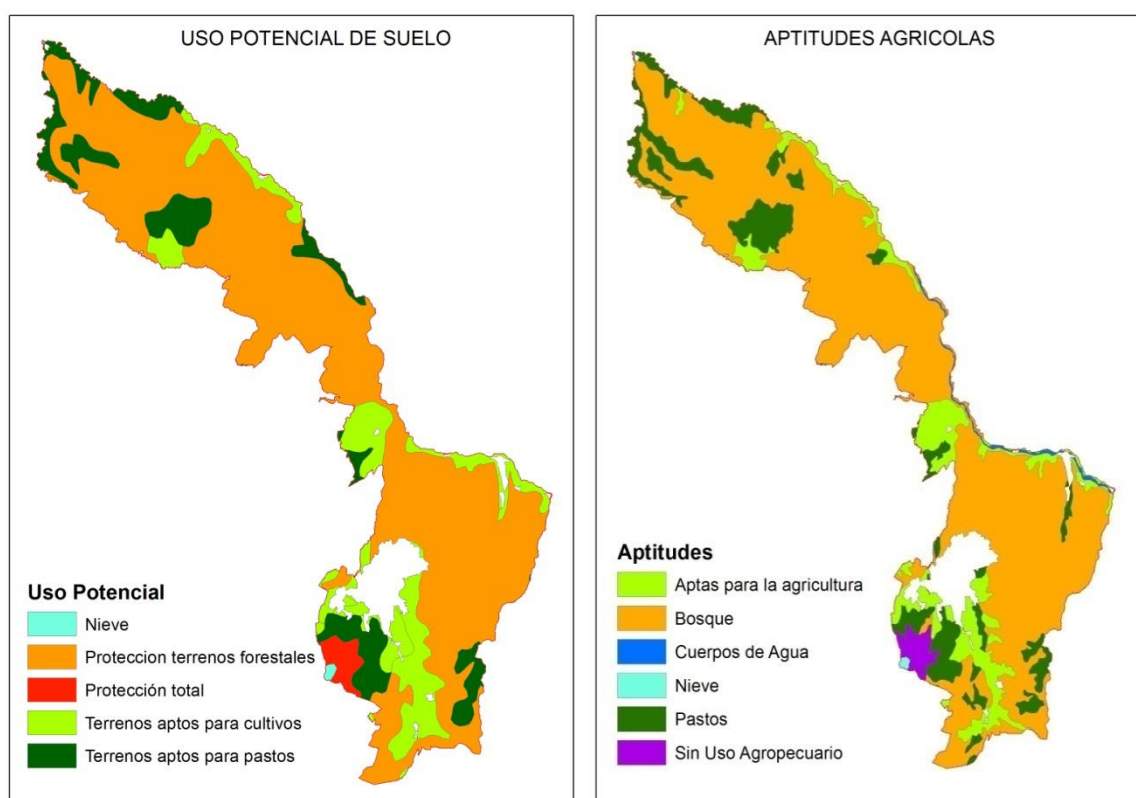 USO POTENCIAL DE SUELO
Uso Potencial
Nieve
Proteccion terrenos forestales
Protección total
Terrenos aptos para cultivos
Terrenos aptos para pastos
APTITUDES AGRICOLAS
Aptitudes
Aptas para la agricultura
Bosque
Cuerpos de Agua
Nieve
Pastos
Sin Uso Agropecuario